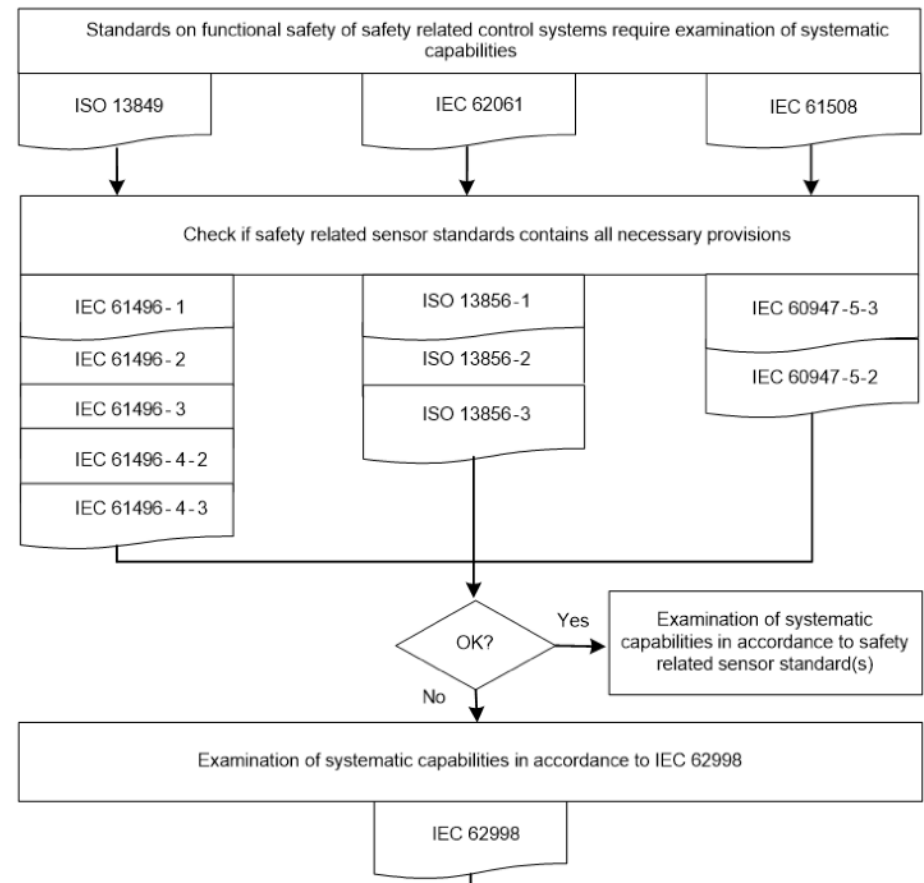 Standards on functional safety of safety related control systems require examination of systematic
capabilities
ISO 13849
IEC 62061
IEC 61508
Check if safety related sensor standards contains all necessary provisions
IEC 61496-1
IEC 61496-2
IEC 61496-3
IEC 61496-4-2
IEC 61496-4-3
ISO 13856-1
ISO 13856-2
ISO 13856-3
IEC 60947-5-3
IEC 60947-5-2
OK?
Yes
Examination of systematic
capabilities in accordance to safety
related sensor standard(s)
No
Examination of systematic capabilities in accordance to IEC 62998
IEC 62998